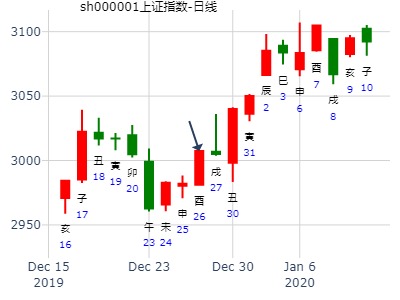 sh000001上证指数-日线
3100
3050
3000
2950
亥
16
子
17
丑
18
寅
19
卯
20
午
23
未
24
申
25
酉
26
戌
27
丑
30
寅
31
辰
2
巳
3
申
6
酉
7
戌
8
亥
9
子
10
Dec 15
2019
Dec 23
Dec 30
Jan 6
2020